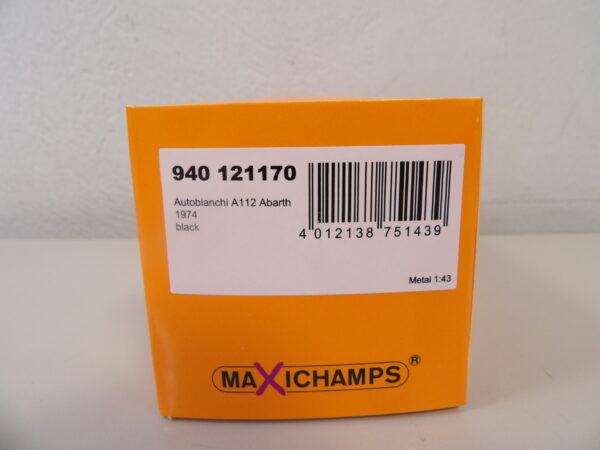 940 121170
Autobianchi A112 Abarth
1974
black
4 012138 751439
Metal 1:43
MAXICHAMPS®